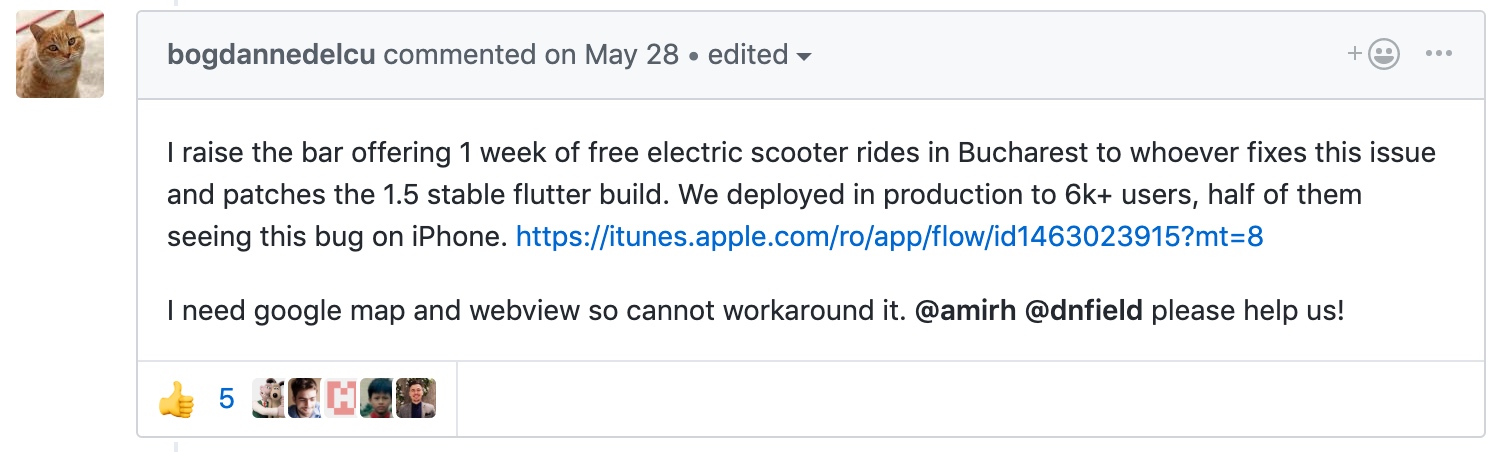 bogdannedelcu commented on May 28 • edited
I raise the bar offering 1 week of free electric scooter rides in Bucharest to whoever fixes this issue
and patches the 1.5 stable flutter build. We deployed in production to 6k+ users, half of them
seeing this bug on iPhone. https://itunes.apple.com/ro/app/flow/id1463023915?mt=8
I need google map and webview so cannot workaround it. @amirh @dnfield please help us!
5